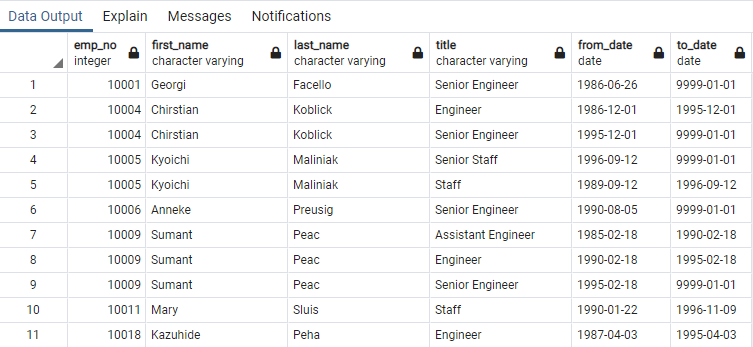 Data Output Explain Messages Notifications
emp_no first_name last_name title from_date to_date
integer character varying character varying character varying date date
1 10001 Georgi Facello Senior Engineer 1986-06-26 9999-01-01
2 10004 Chirstian Koblick Engineer 1986-12-01 1995-12-01
3 10004 Chirstian Koblick Senior Engineer 1995-12-01 9999-01-01
4 10005 Kyoichi Maliniak Senior Staff 1996-09-12 9999-01-01
5 10005 Kyoichi Maliniak Staff 1989-09-12 1996-09-12
6 10006 Anneke Preusig Senior Engineer 1990-08-05 9999-01-01
7 10009 Sumant Peac Assistant Engineer 1985-02-18 1990-02-18
8 10009 Sumant Peac Engineer 1990-02-18 1995-02-18
9 10009 Sumant Peac Senior Engineer 1995-02-18 9999-01-01
10 10011 Mary Sluis Staff 1990-01-22 1996-11-09
11 10018 Kazuhide Peha Engineer 1987-04-03 1995-04-03